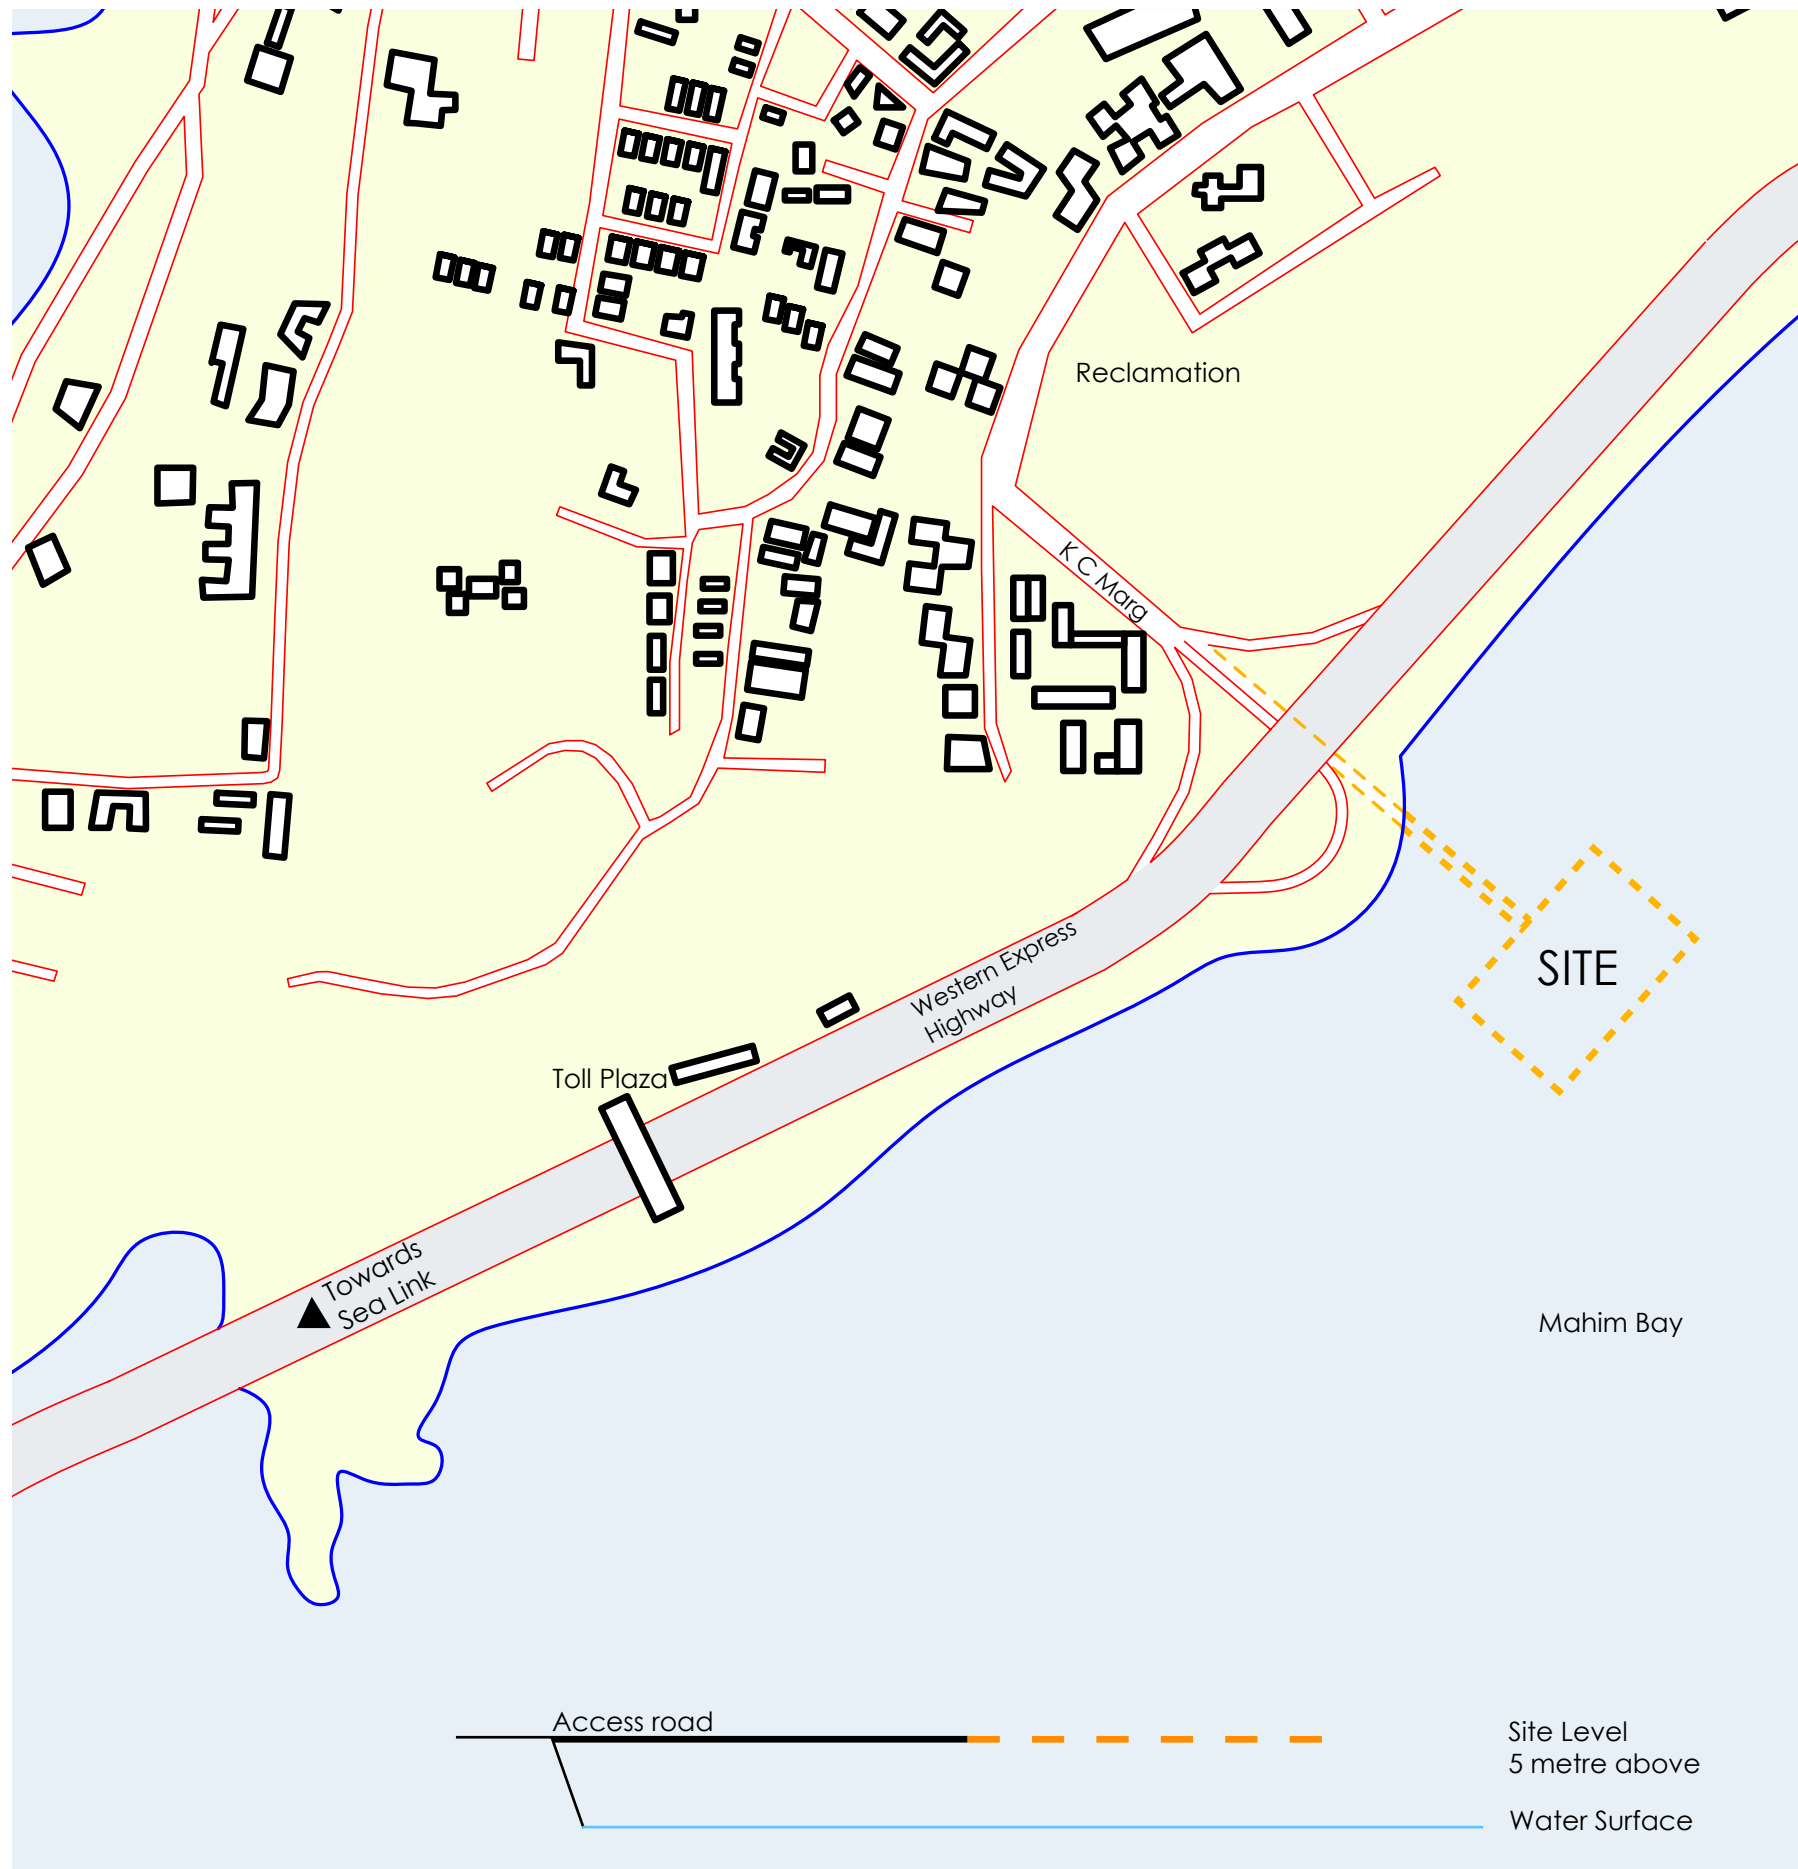 Reclamation
K C Marg
SITE
Western Express
Highway
Toll Plaza
Towards
Sea Link
Mahim Bay
Access road
Site Level
5 metre above
Water Surface